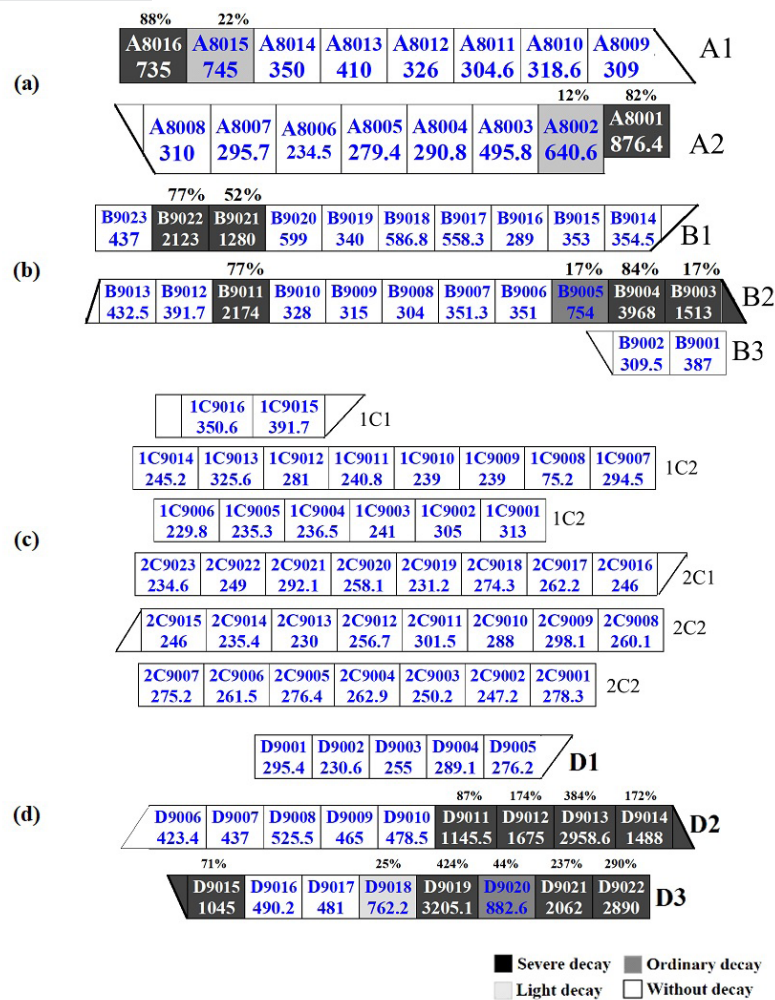 88% 22%
A8016 A8015 A8014 A8013 A8012 A8011 A8010 A8009 A1
735 745 350 410 326 304.6 318.6 309
(a)
12% 82%
A8008 A8007 A8006 A8005 A8004 A8003 A8002 A8001 A2
310 295.7 234.5 279.4 290.8 495.8 640.6 876.4
77% 52%
B9023 B9022 B9021 B9020 B9019 B9018 B9017 B9016 B9015 B9014 B1
437 2123 1280 599 340 586.8 558.3 289 353 354.5
(b)
77% 17% 84% 17%
B9013 B9012 B9011 B9010 B9009 B9008 B9007 B9006 B9005 B9004 B9003 B2
432.5 391.7 2174 328 315 304 351.3 351 754 3968 1513
B9002 B9001 B3
309.5 387
1C9016 1C9015 1C1
350.6 391.7
1C9014 1C9013 1C9012 1C9011 1C9010 1C9009 1C9008 1C9007 1C2
245.2 325.6 281 240.8 239 239 75.2 294.5
1C9006 1C9005 1C9004 1C9003 1C9002 1C9001 1C2
229.8 235.3 236.5 241 305 313
(c)
2C9023 2C9022 2C9021 2C9020 2C9019 2C9018 2C9017 2C9016 2C1
234.6 249 292.1 258.1 231.2 274.3 262.2 246
2C9015 2C9014 2C9013 2C9012 2C9011 2C9010 2C9009 2C9008 2C2
246 235.4 230 256.7 301.5 288 298.1 260.1
2C9007 2C9006 2C9005 2C9004 2C9003 2C9002 2C9001 2C2
275.2 261.5 276.4 262.9 250.2 247.2 278.3
D9001 D9002 D9003 D9004 D9005 D1
295.4 230.6 255 289.1 276.2
(d)
87% 174% 384% 172%
D9006 D9007 D9008 D9009 D9010 D9011 D9012 D9013 D9014 D2
423.4 437 525.5 465 478.5 1145.5 1675 2958.6 1488
71% 25% 424% 44% 237% 290%
D9015 D9016 D9017 D9018 D9019 D9020 D9021 D9022 D3
1045 490.2 481 762.2 3205.1 882.6 2062 2890
Severe decay Ordinary decay
Light decay Without decay